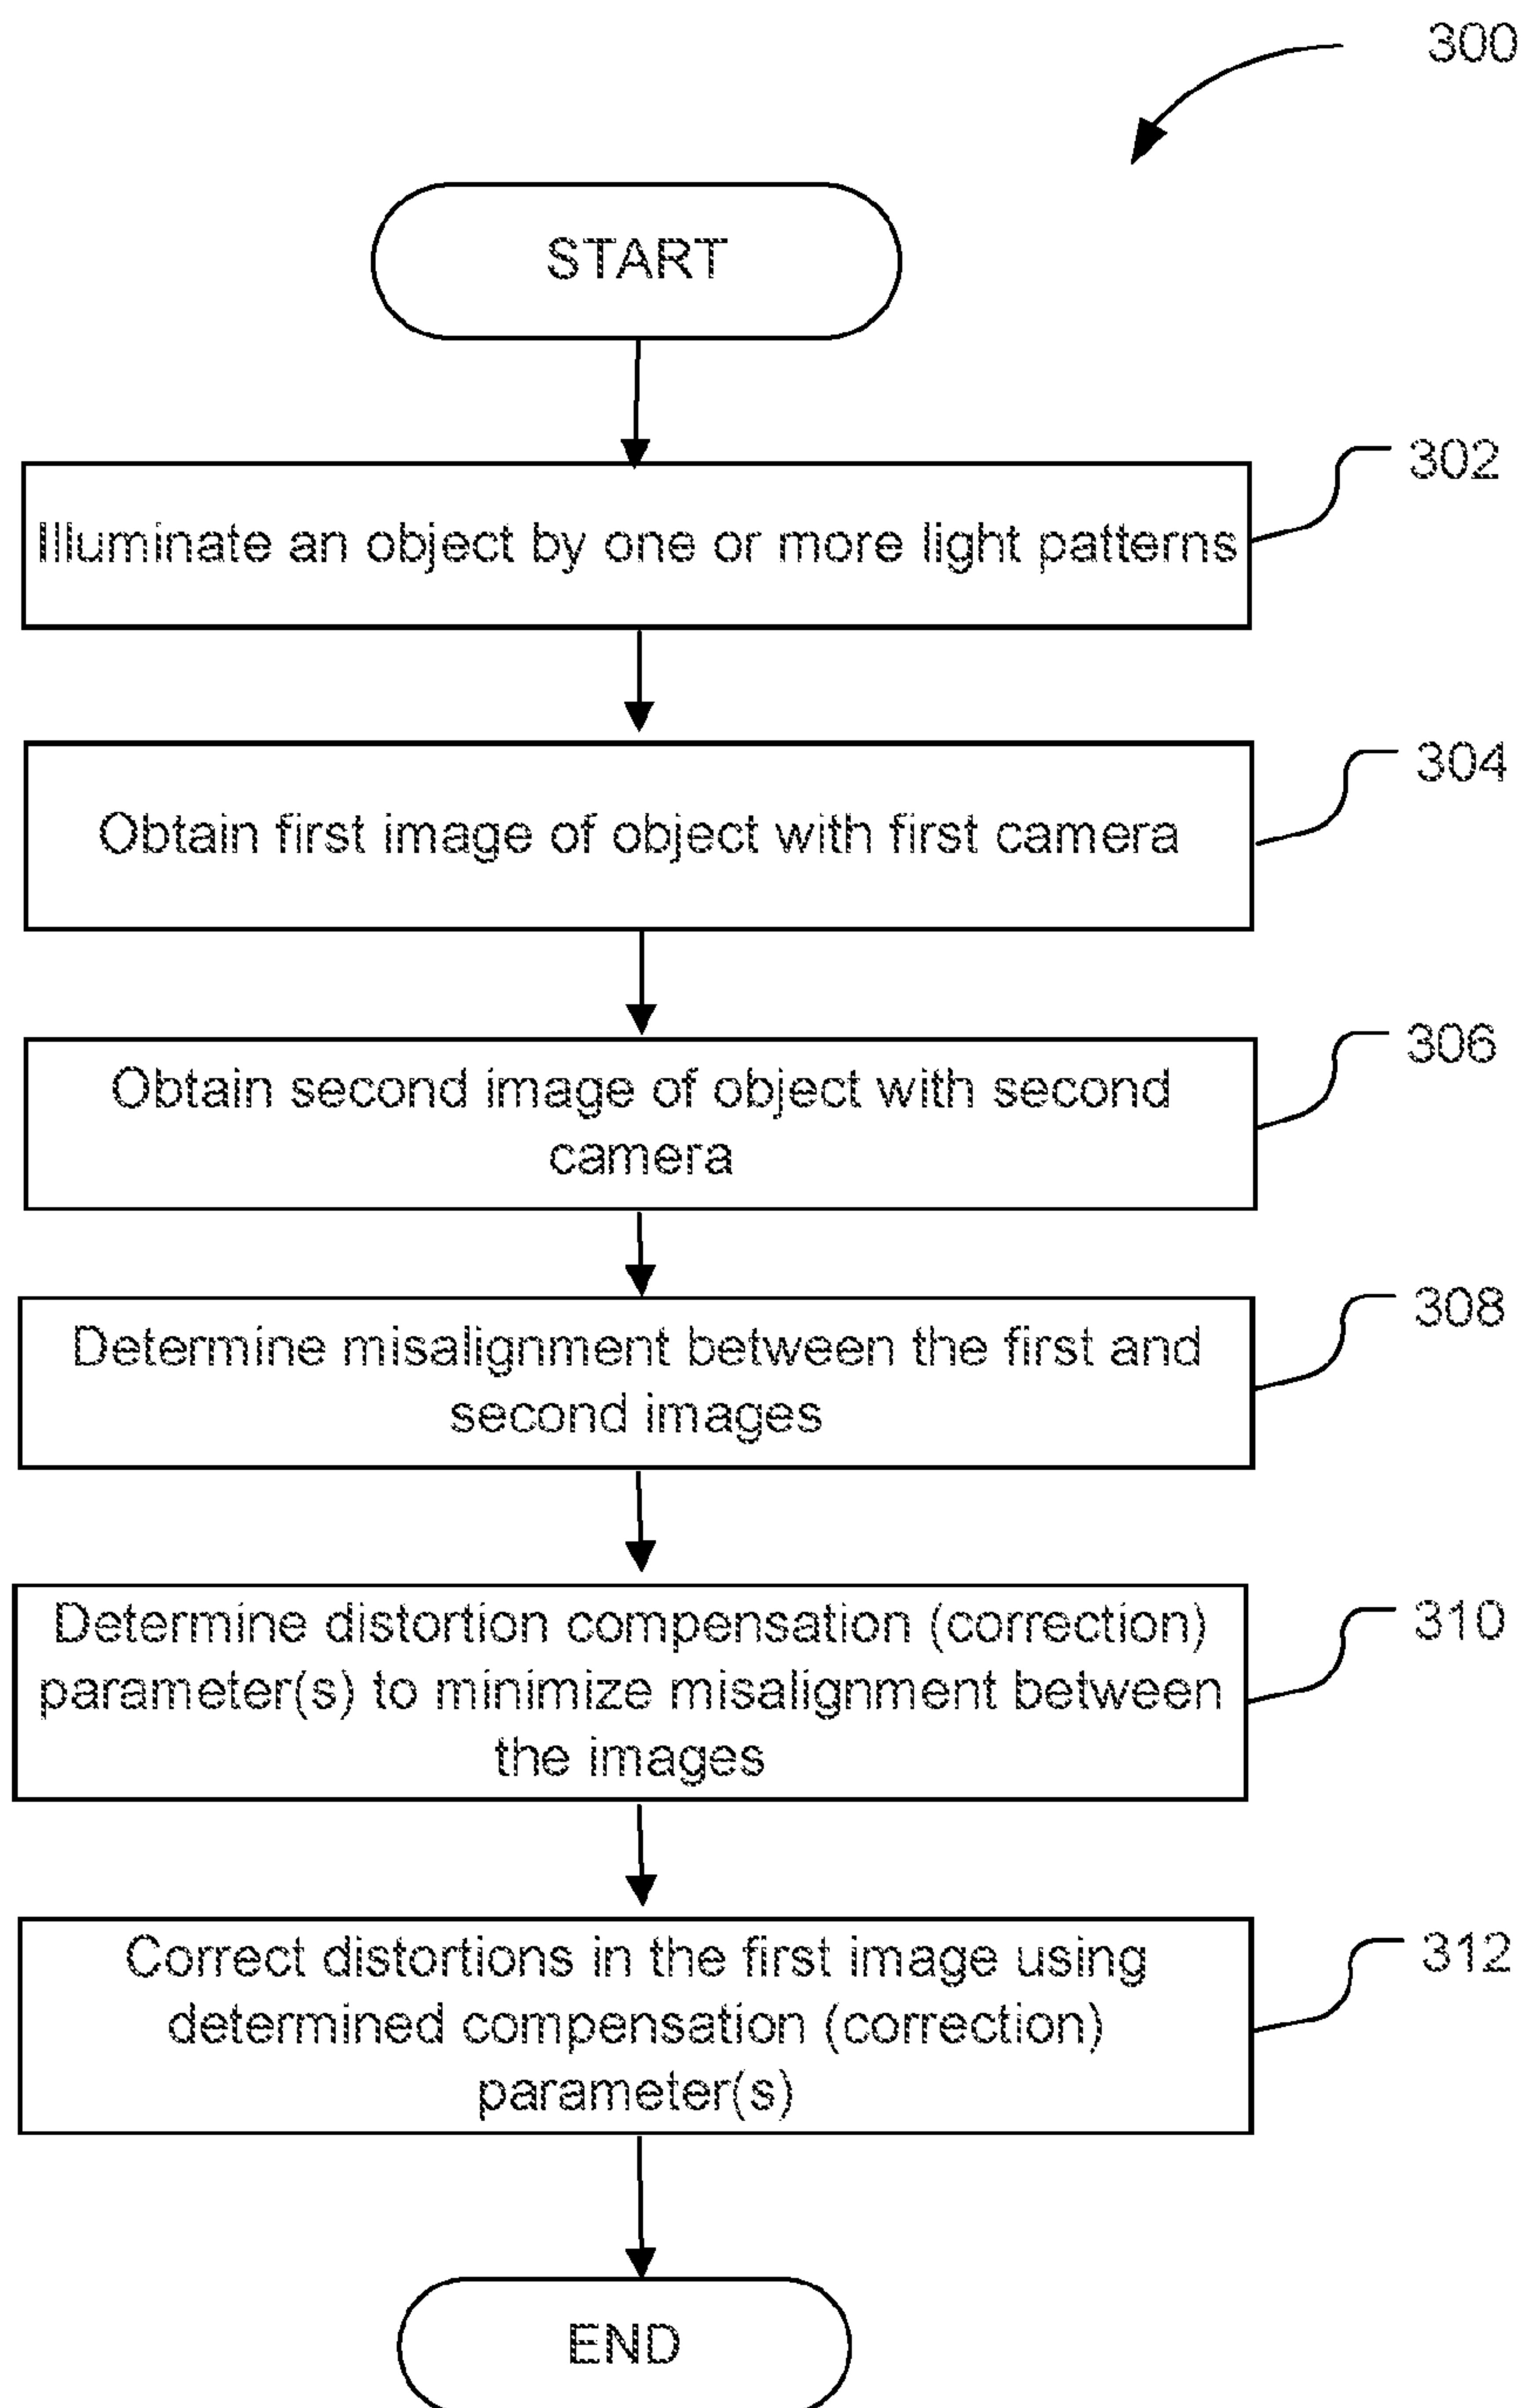 300
START
302
Illuminate an object by one or more light patterns
304
Obtain first image of object with first camera
306
Obtain second image of object with second
camera
308
Determine misalignment between the first and
second images
310
Determine distortion compensation (correction)
parameter(s) to minimize misalignment between
the images
312
Correct distortions in the first image using
determined compensation (correction)
parameter(s)
END